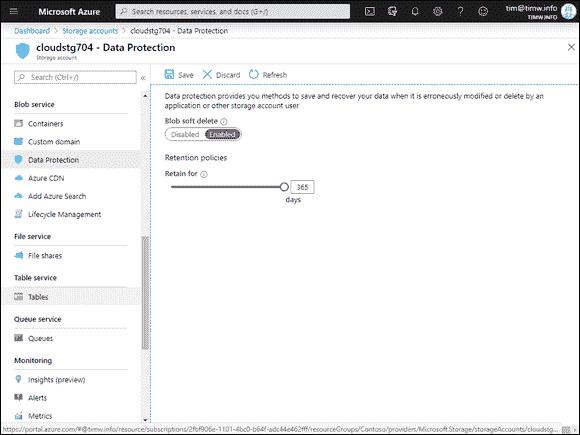 Microsoft Azure
Search resources, services, and docs (G+/)
tim@timw.info
TIMW.INFO
Dashboard > Storage accounts > cloudstg704 - Data Protection
cloudstg704 - Data Protection
Storage account
Search (Ctrl+/)
Save Discard Refresh
Blob service
Containers
Custom domain
Data Protection
Azure CDN
Add Azure Search
Lifecycle Management
File service
File shares
Table service
Tables
Queue service
Queues
Monitoring
Insights (preview)
Alerts
Metrics
Data protection provides you methods to save and recover your data when it is erroneously modified or delete by an
application or other storage account user
Blob soft delete
Disabled Enabled
Retention policies
Retain for
365
days
https://portal.azure.com/#@timw.info/resource/subscriptions/2fbf906e-1101-4bc0-b64f-adc44e462fff/resourceGroups/Contoso/providers/Microsoft.Storage/storageAccounts/cloudstg...